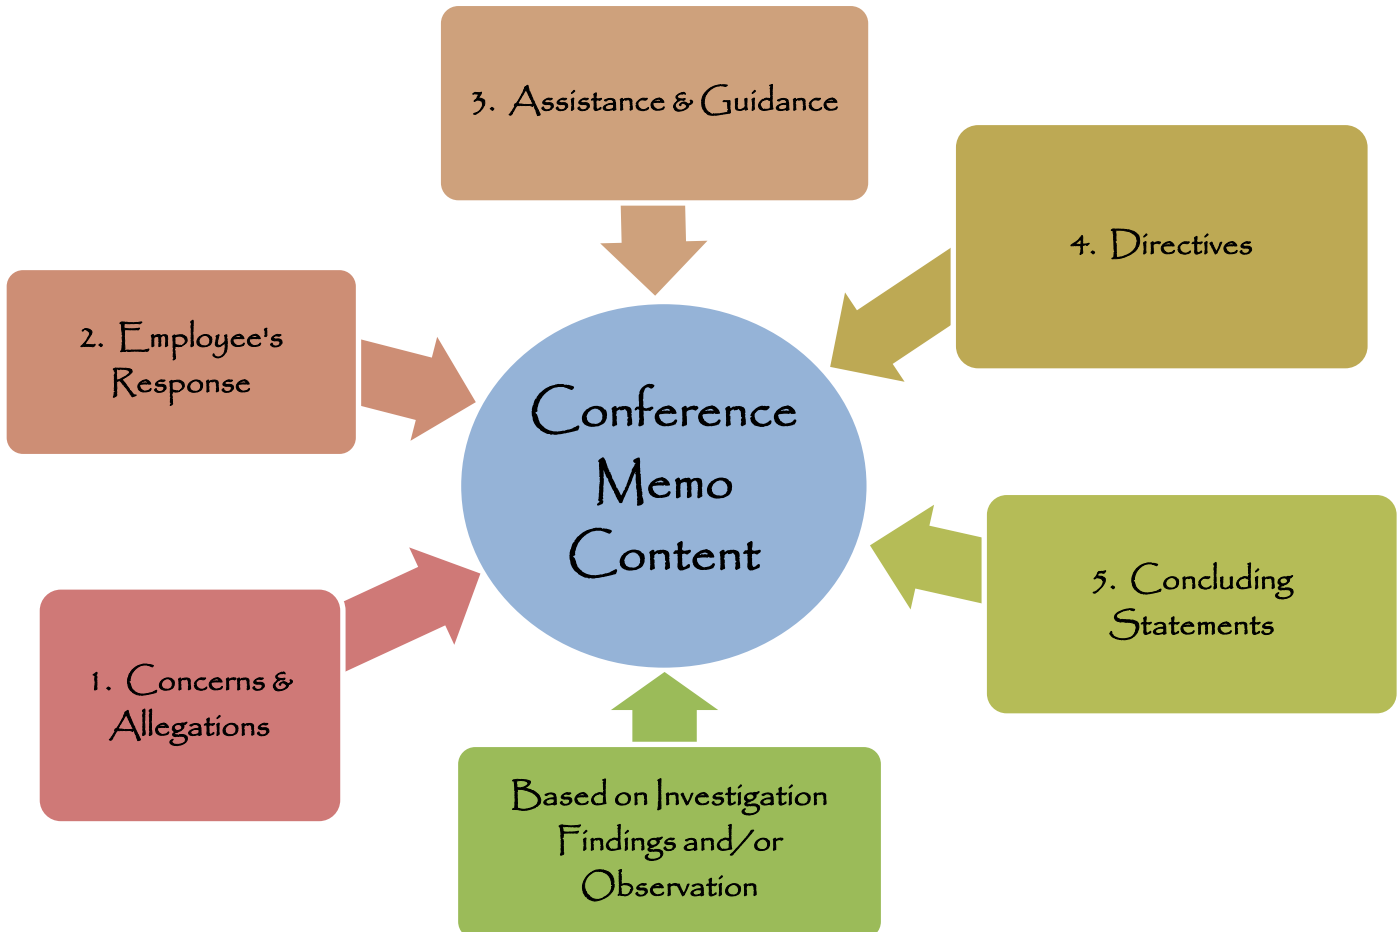 3. Assistance & Guidance
4. Directives
2. Employee's
Response
Conference
Memo
Content
5. Concluding
Statements
1. Concerns &
Allegations
Based on Investigation
Findings and/or
Observation